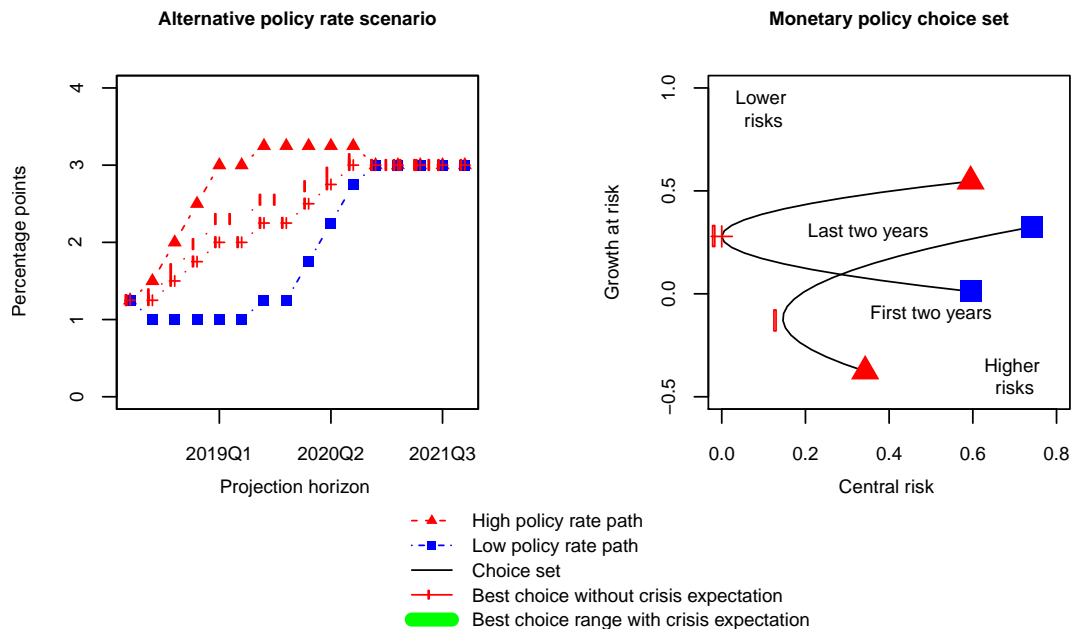 Alternative policy rate scenario
Percentage points
4
3
2
1
0
2019Q1 2020Q2 2021Q3
Projection horizon
Monetary policy choice set
Growth at risk
1.0
0.5
0.0
−0.5
Lower
risks
Last two years
First two years
Higher
risks
0.0 0.2 0.4 0.6 0.8
Central risk
High policy rate path
Low policy rate path
Choice set
Best choice without crisis expectation
Best choice range with crisis expectation